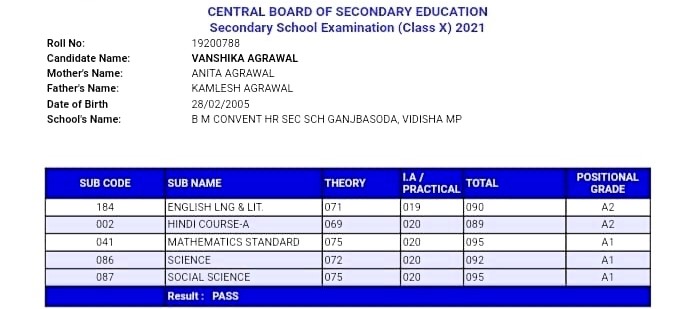 CENTRAL BOARD OF SECONDARY EDUCATION
Secondary School Examination (Class X) 2021
Roll No: 19200788
Candidate Name: VANSHIKA AGRAWAL
Mother's Name: ANITA AGRAWAL
Father's Name: KAMLESH AGRAWAL
Date of Birth 28/02/2005
School's Name: B M CONVENT HR SEC SCH GANJBASODA, VIDISHA MP
SUB CODE SUB NAME THEORY I.A / PRACTICAL TOTAL POSITIONAL GRADE
184 ENGLISH LNG & LIT. 071 019 090 A2
002 HINDI COURSE-A 069 020 089 A2
041 MATHEMATICS STANDARD 075 020 095 A1
086 SCIENCE 072 020 092 A1
087 SOCIAL SCIENCE 075 020 095 A1
Result : PASS